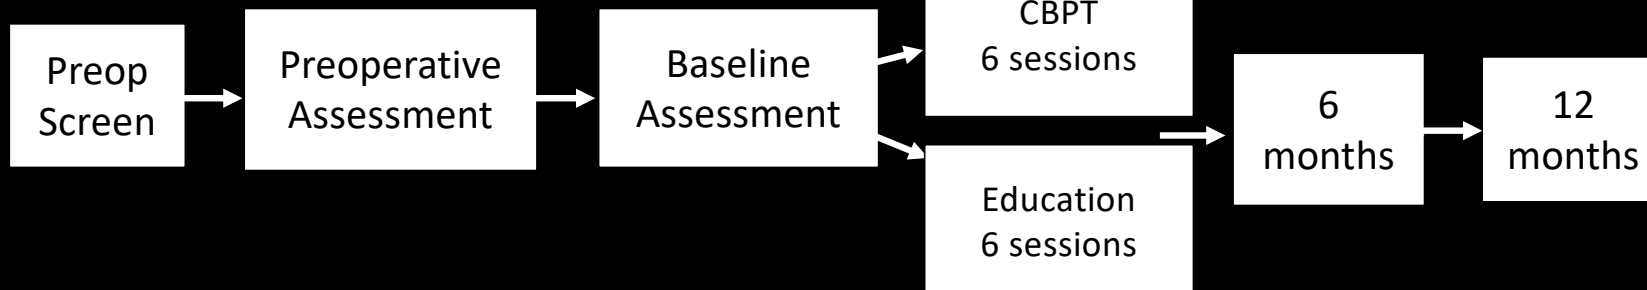 Preop
Screen
Preoperative
Assessment
Baseline
Assessment
CBPT
6 sessions
Education
6 sessions
6
months
12
months